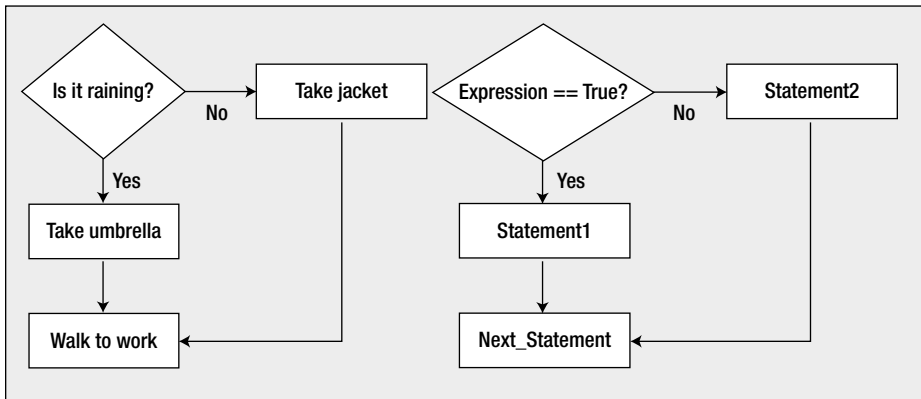 Is it raining?
No
Take jacket
Yes
Take umbrella
Walk to work
Expression == True?
No
Statement2
Yes
Statement1
Next_Statement